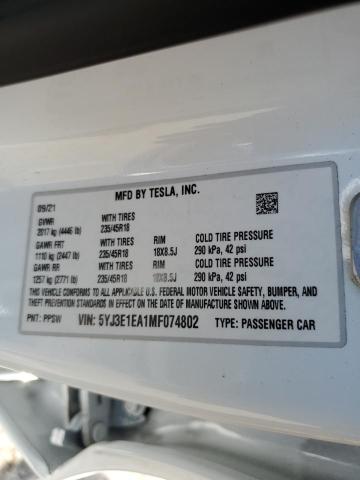 MFD BY TESLA, INC.
09/21
GVWR WITH TIRES
2017 kg (4446 lb) 235/45R18
GAWR FRT WITH TIRES RIM COLD TIRE PRESSURE
1110 kg (2447 lb) 235/45R18 18X8.5J 290 kPa, 42 psi
GAWR RR WITH TIRES RIM COLD TIRE PRESSURE
1257 kg (2771 lb) 235/45R18 18X8.5J 290 kPa, 42 psi
THIS VEHICLE CONFORMS TO ALL APPLICABLE U.S. FEDERAL MOTOR VEHICLE SAFETY, BUMPER, AND
THEFT PREVENTION STANDARDS IN EFFECT ON THE DATE OF MANUFACTURE SHOWN ABOVE.
PNT: PPSW VIN: 5YJ3E1EA1MF074802 TYPE: PASSENGER CAR